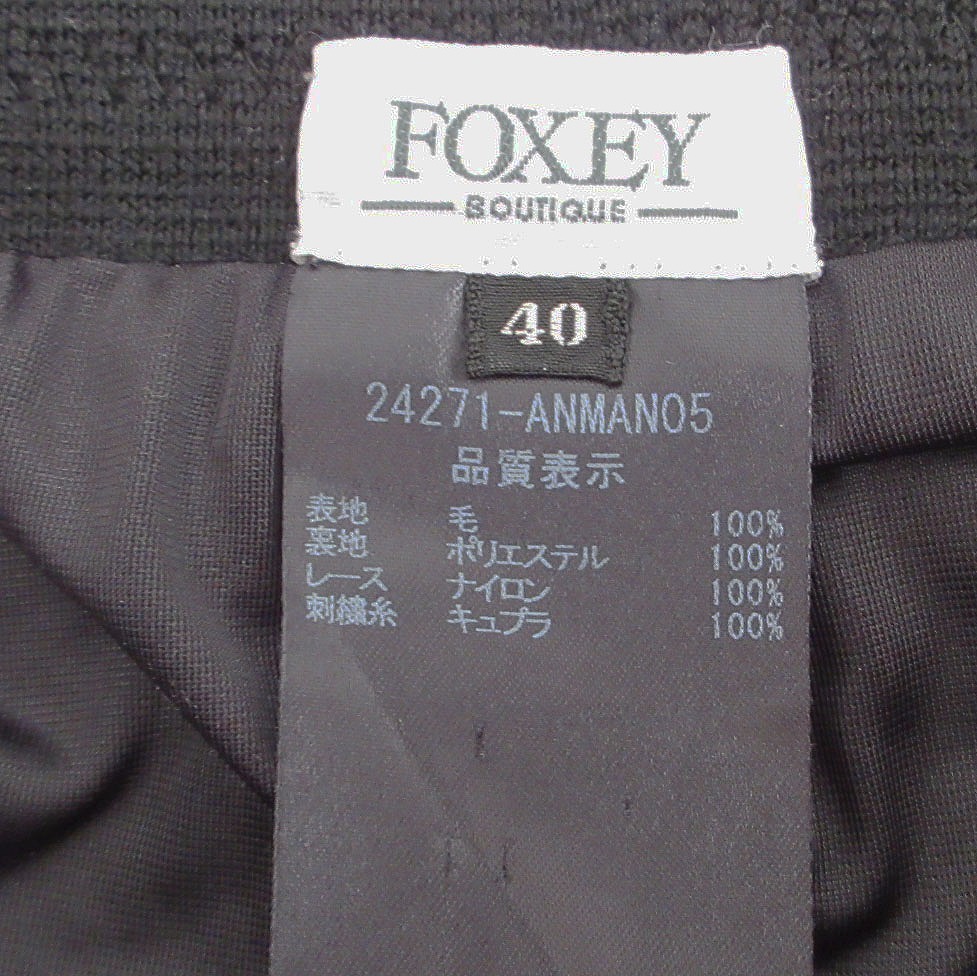 FOXEY
BOUTIQUE
40
24271-ANMAN05
品質表示
表地 毛 100%
裏地 ポリエステル 100%
レース ナイロン 100%
刺繍糸 キュプラ 100%